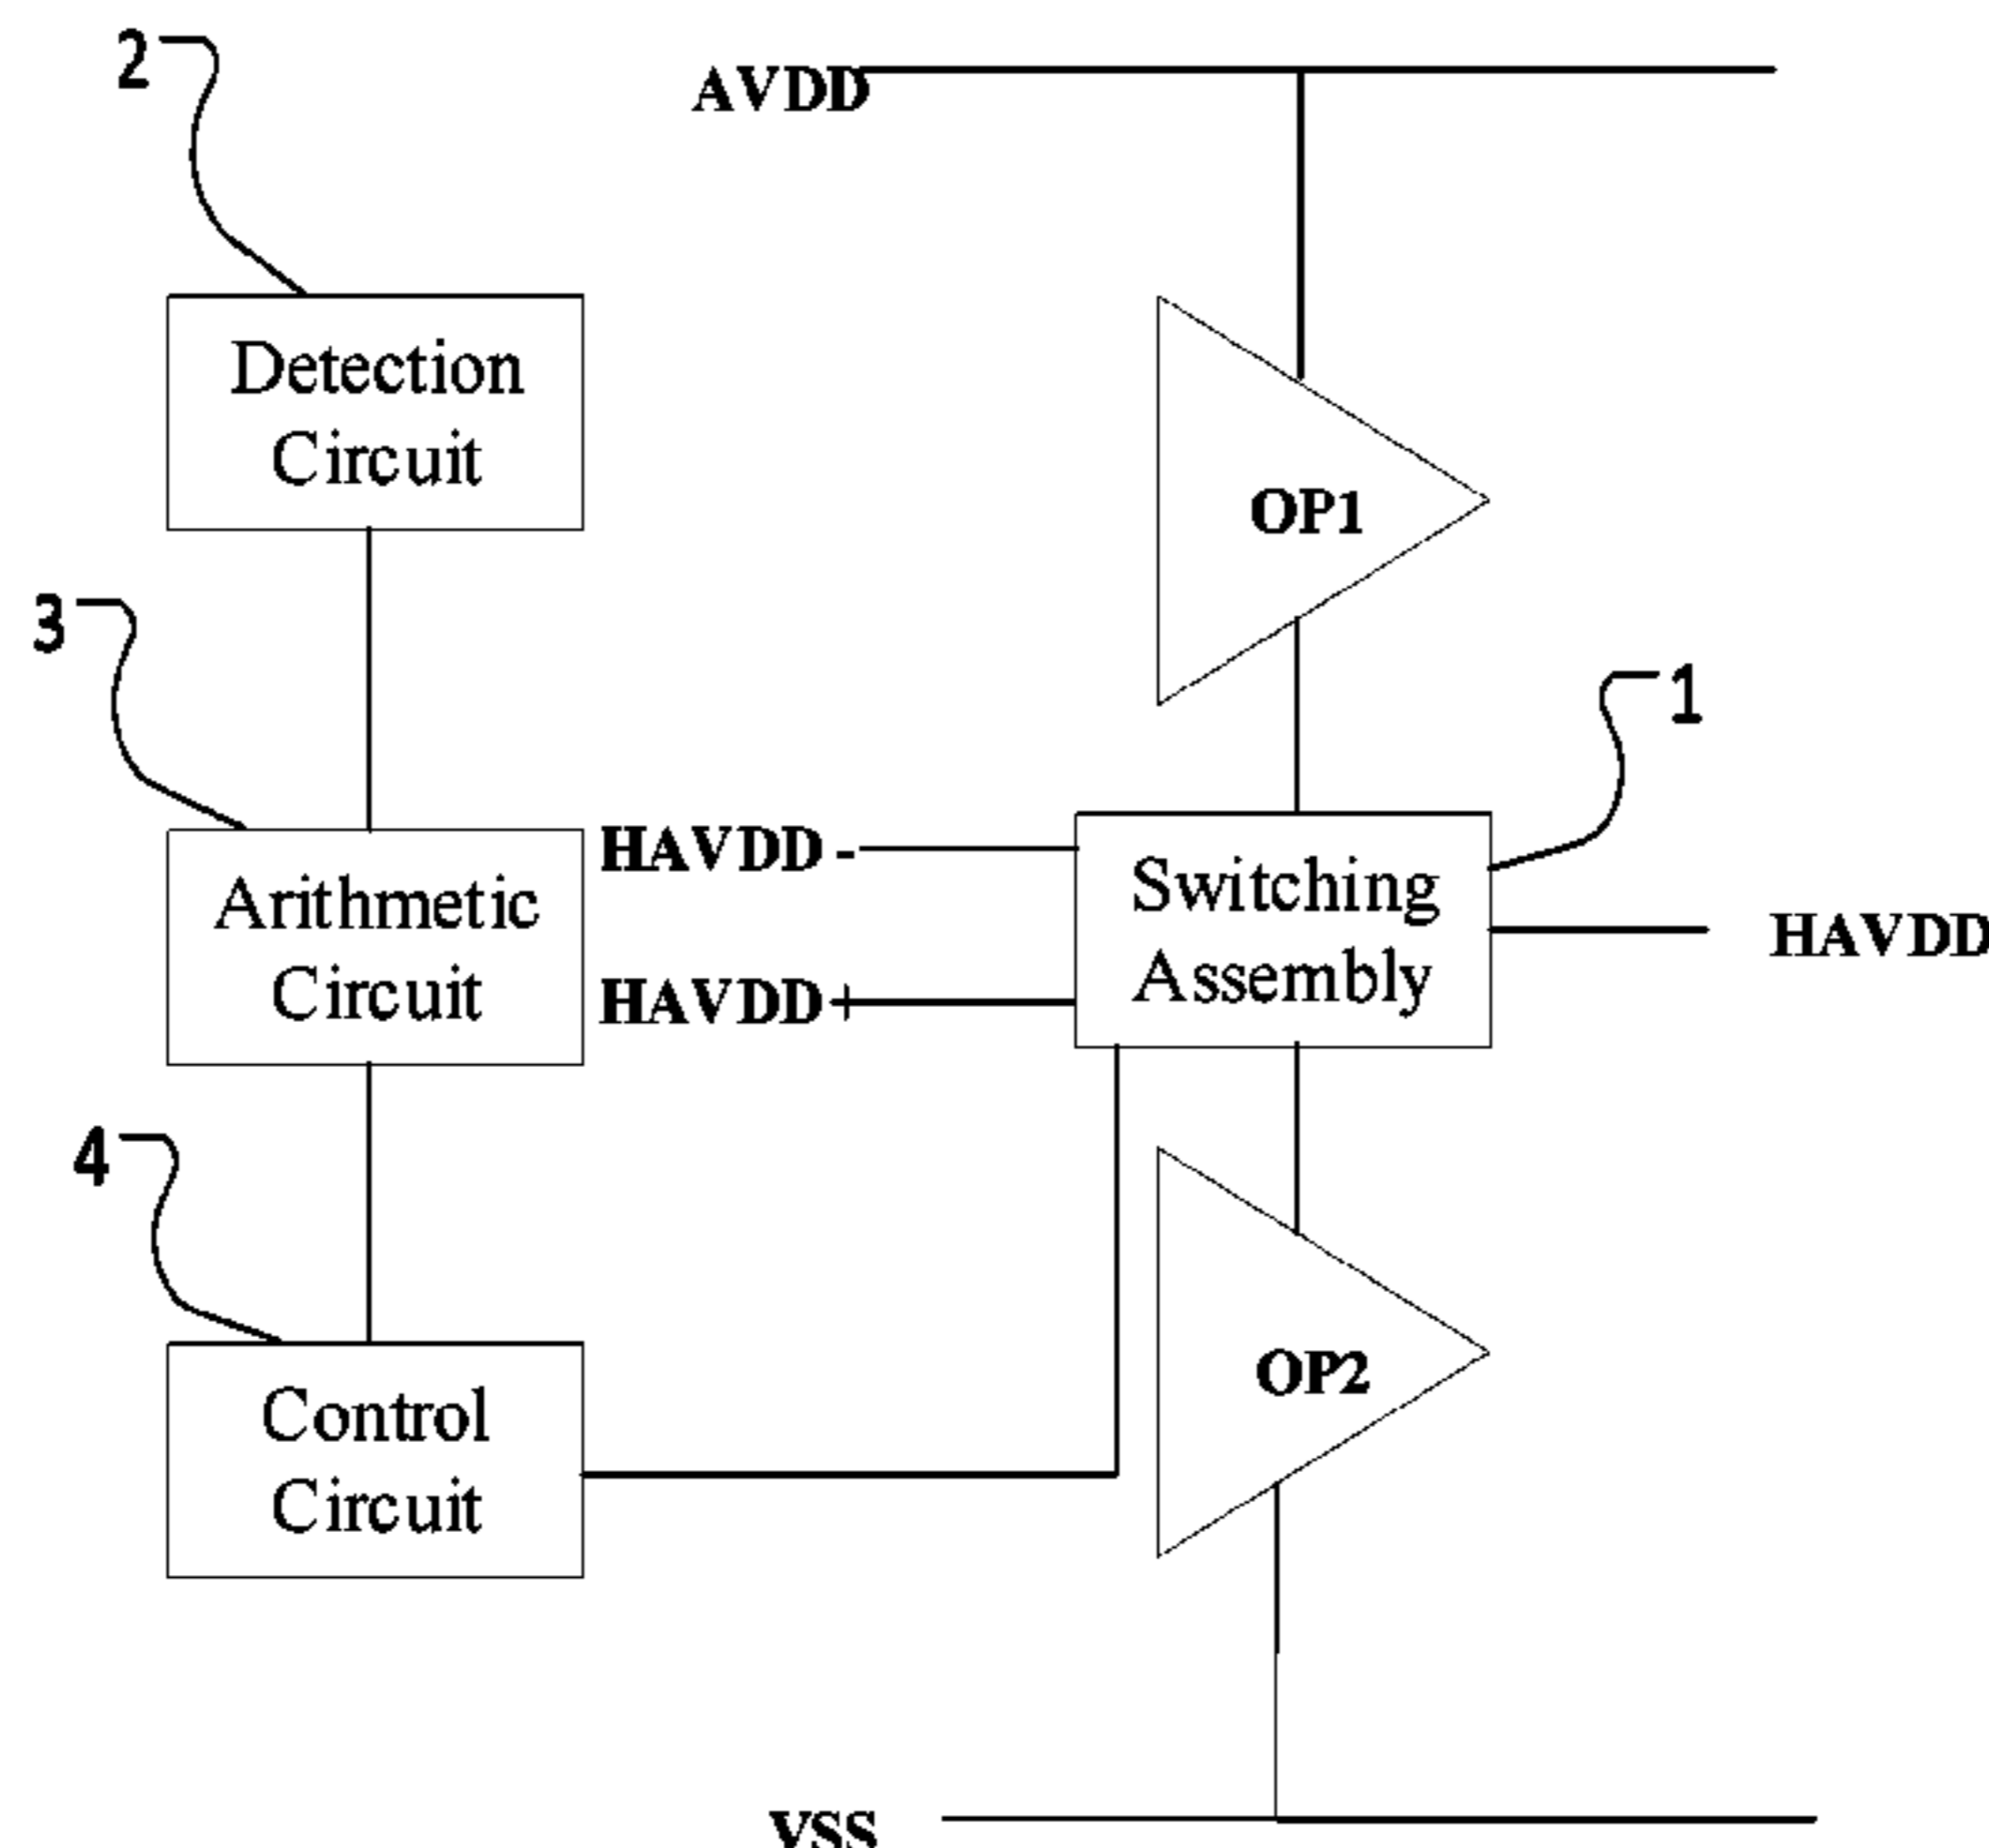 2
AVDD
Detection
Circuit
OP1
3
1
HAVDD -
Switching
Assembly
Arithmetic
Circuit
HAVDD
HAVDD+
4
OP2
Control
Circuit
VSS